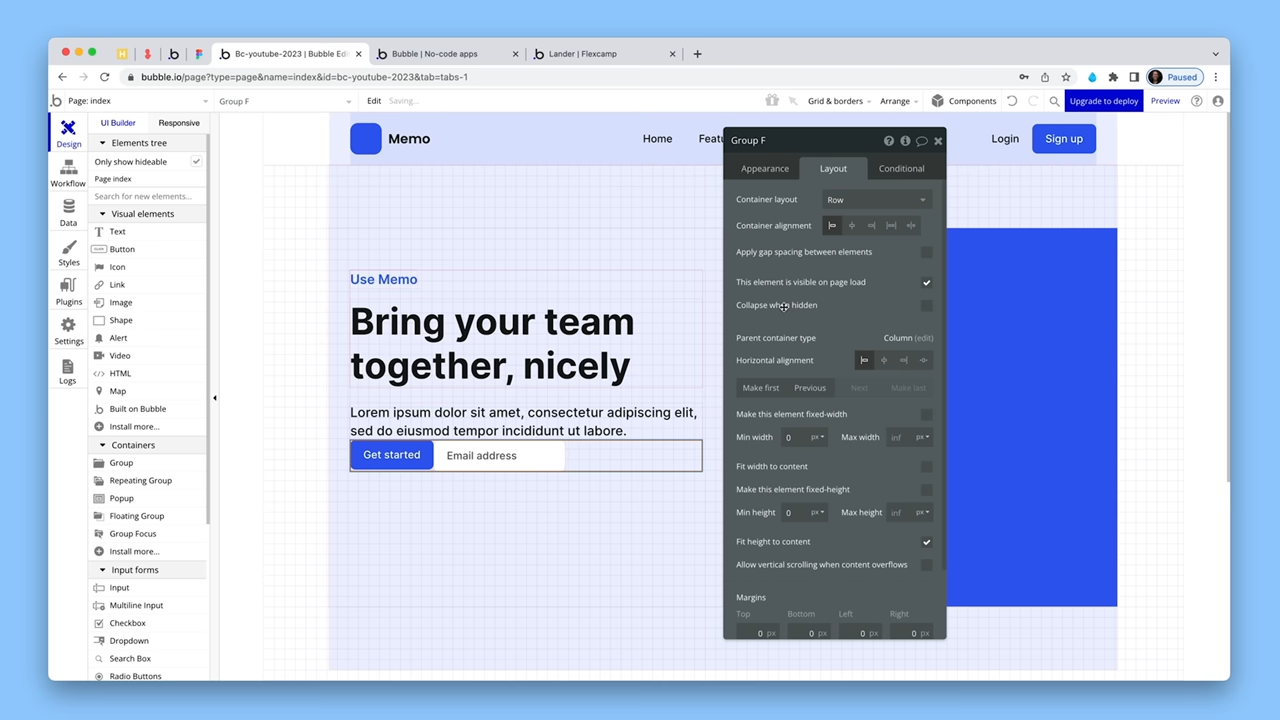 Bc-youtube-2023 | Bubble Edi
Bubble | No-code apps
Lander | Flexcamp
bubble.io/page?type=page&name=index&id=bc-youtube-2023&tab=tabs-1
Paused
Page: index
Group F
Edit
Saving...
Grid & borders
Arrange
Components
Upgrade to deploy
Preview
Design
Workflow
Data
Styles
Plugins
Settings
Logs
UI Builder
Responsive
Elements tree
Only show hideable
Page index
Search for new elements...
Visual elements
Text
CLICK
Button
Icon
Link
Image
Shape
Alert
Video
</> HTML
Map
Built on Bubble
Install more...
Containers
Group
Repeating Group
Popup
Floating Group
Group Focus
Install more...
Input forms
Input
Multiline Input
Checkbox
Dropdown
Search Box
Radio Buttons
Memo
Home
Featu
Login
Sign up
Use Memo
Bring your team
together, nicely
Lorem ipsum dolor sit amet, consectetur adipiscing elit,
sed do eiusmod tempor incididunt ut labore.
Get started
Email address
Group F
Appearance
Layout
Conditional
Container layout
Row
Container alignment
Apply gap spacing between elements
This element is visible on page load
Collapse when hidden
Parent container type
Column (edit)
Horizontal alignment
Make first
Previous
Next
Make last
Make this element fixed-width
Min width
0 px
Max width
inf px
Fit width to content
Make this element fixed-height
Min height
0 px
Max height
inf px
Fit height to content
Allow vertical scrolling when content overflows
Margins
Top
Bottom
Left
Right
0 px
0 px
0 px
0 px